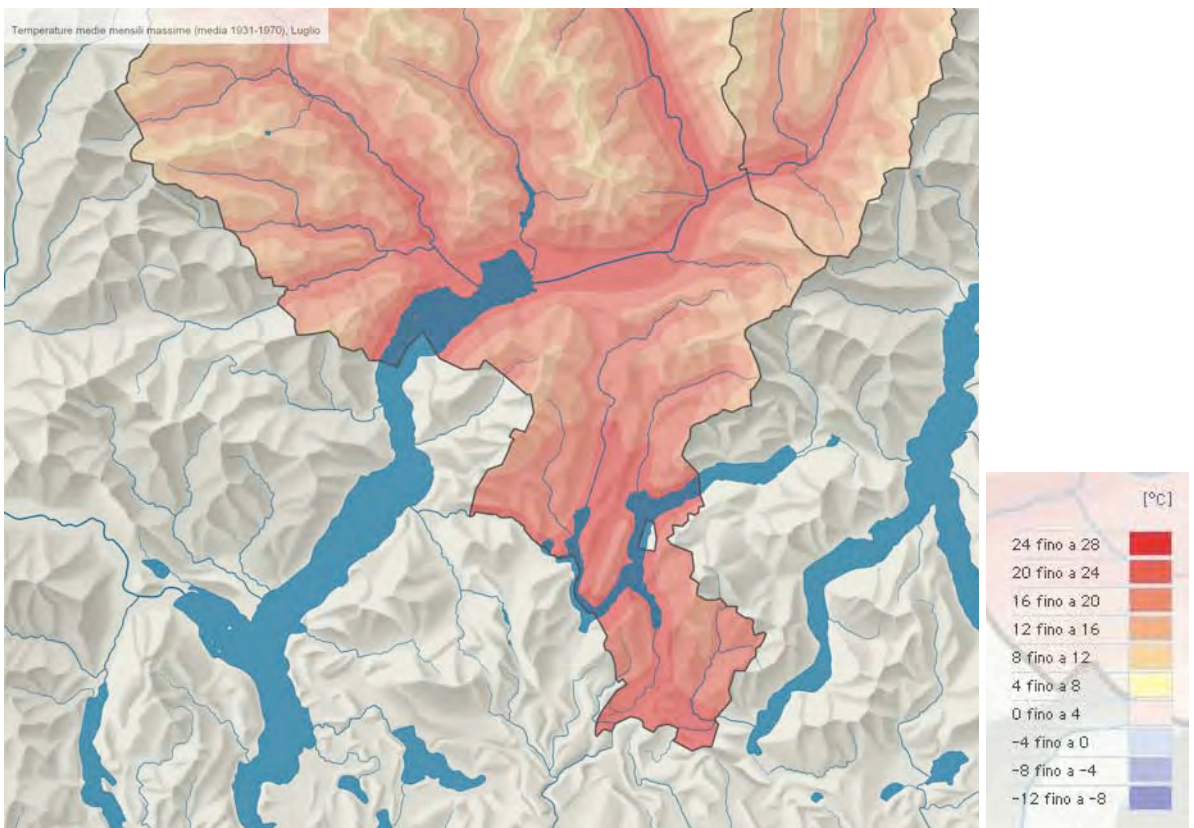 Temperature medie mensili massime (media 1931-1970), Luglio
[°C]
24 fino a 28
20 fino a 24
16 fino a 20
12 fino a 16
8 fino a 12
4 fino a 8
0 fino a 4
-4 fino a 0
-8 fino a -4
-12 fino a -8